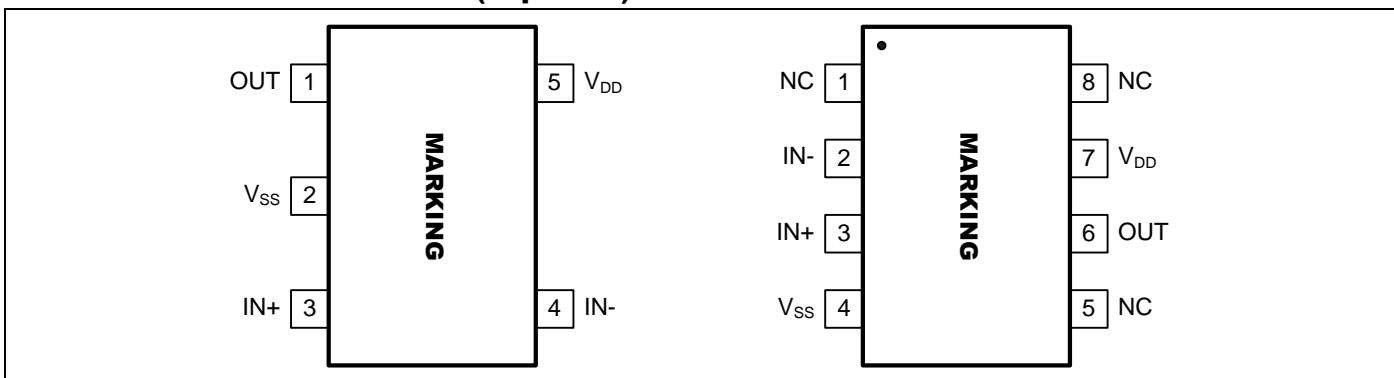 OUT 1
5 VDD
MARKING
VSS 2
IN+ 3
4 IN-
NC 1
8 NC
IN- 2
7 VDD
MARKING
IN+ 3
6 OUT
VSS 4
5 NC